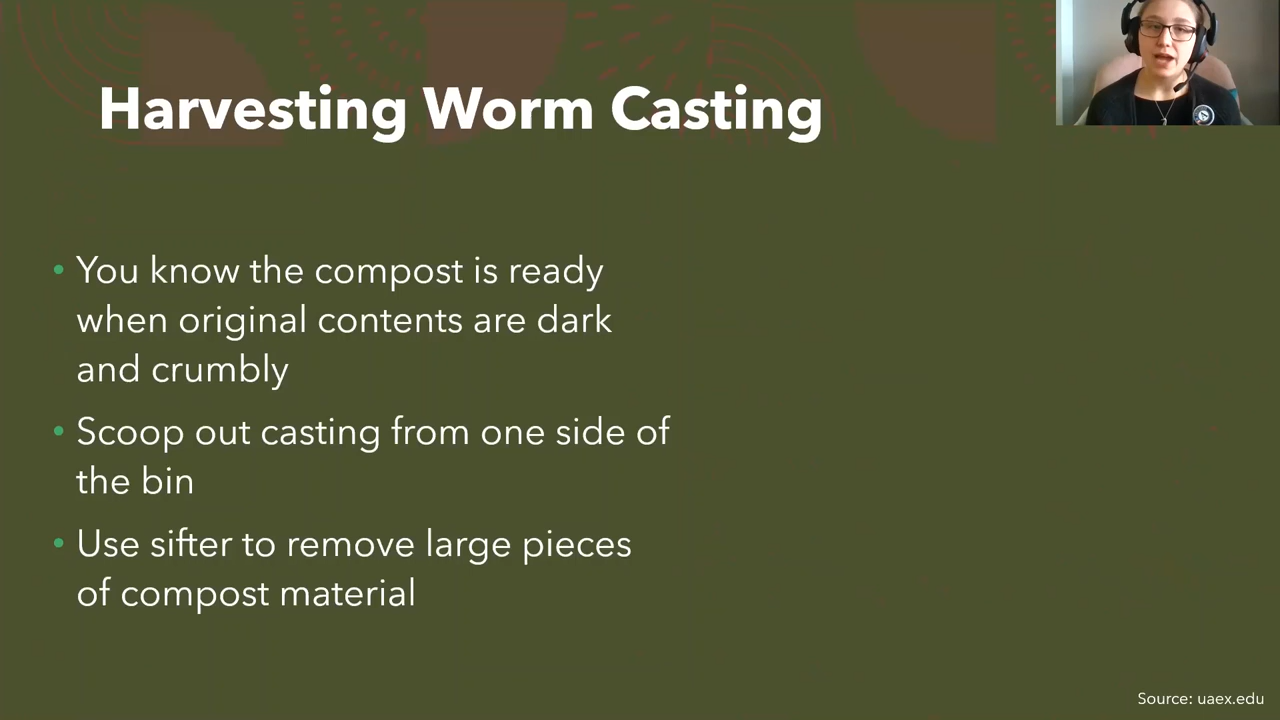 Harvesting Worm Casting
• You know the compost is ready
when original contents are dark
and crumbly
• Scoop out casting from one side of
the bin
• Use sifter to remove large pieces
of compost material
Source: uaex.edu